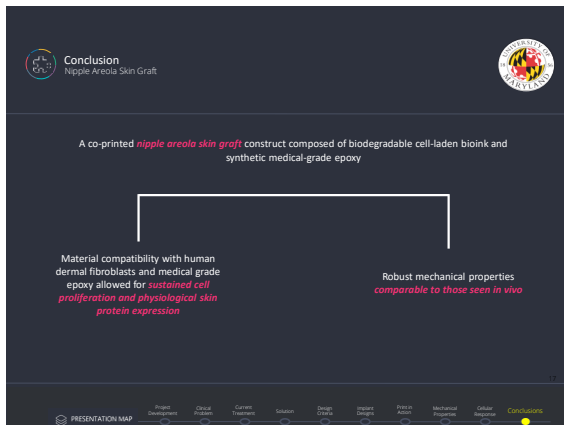 Conclusion
Nipple Areola Skin Graft
UNIVERSITY OF
18 56
MARYLAND
A co-printed nipple areola skin graft construct composed of biodegradable cell-laden bioink and
synthetic medical-grade epoxy
Material compatibility with human
dermal fibroblasts and medical grade
epoxy allowed for sustained cell
proliferation and physiological skin
protein expression
Robust mechanical properties
comparable to those seen in vivo
PRESENTATION MAP
Project
Development
Clinical
Problem
Current
Treatment
Solution
Design
Criteria
Implant
Designs
Print in
Action
Mechanical
Properties
Cellular
Response
Conclusions